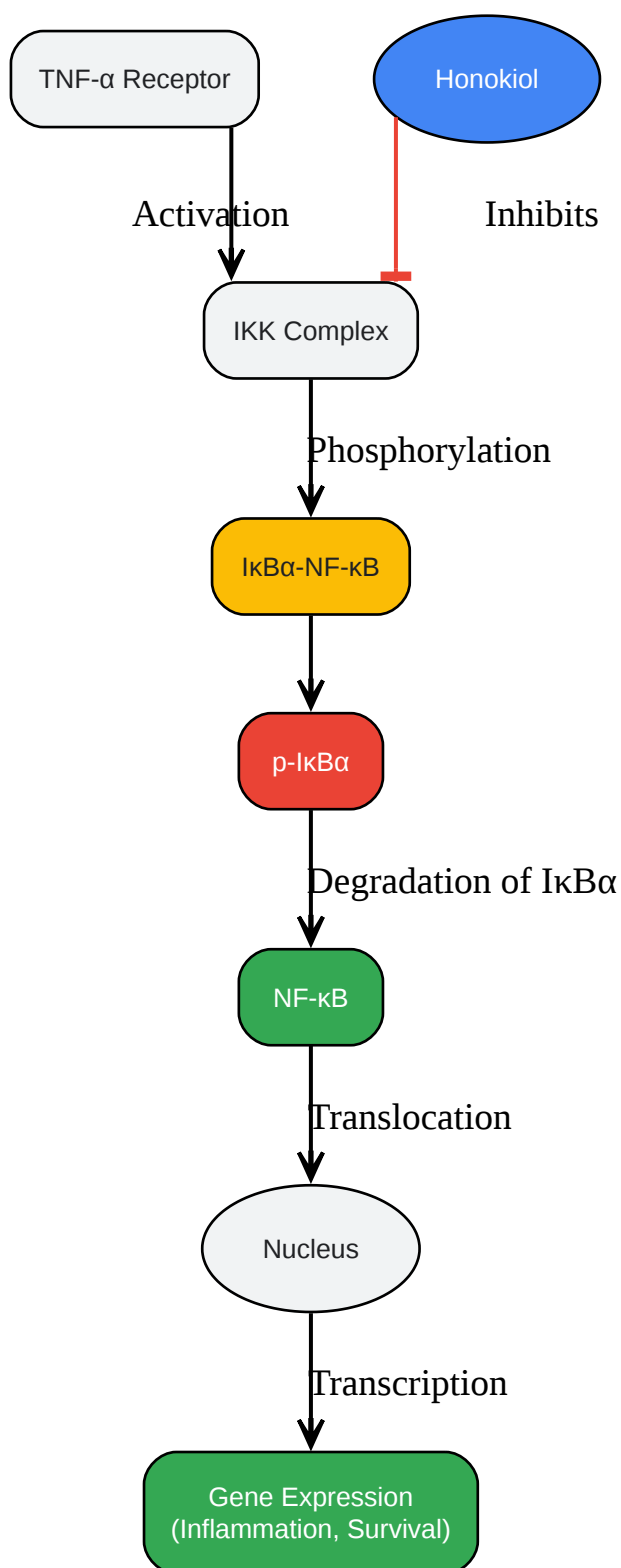 TNF-α Receptor
Honokiol
Activation
Inhibits
IKK Complex
Phosphorylation
IκBα-NF-κB
p-IκBα
Degradation of IκBα
NF-κB
Translocation
Nucleus
Transcription
Gene Expression
(Inflammation, Survival)